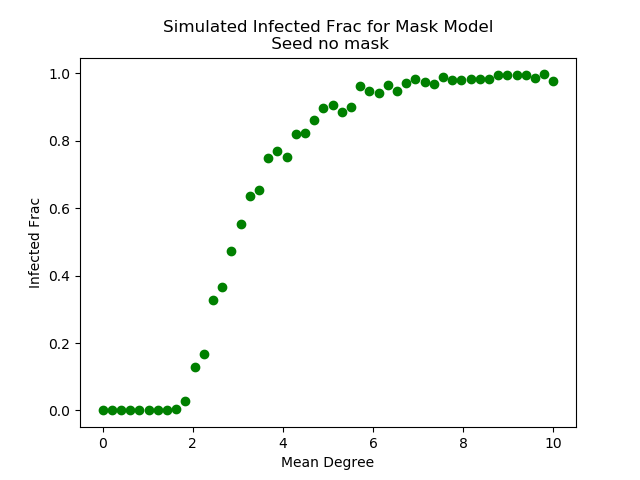 Simulated Infected Frac for Mask Model
Seed no mask
1.0
0.8
0.6
0.4
0.2
0.0
Infected Frac
0 2 4 6 8 10
Mean Degree